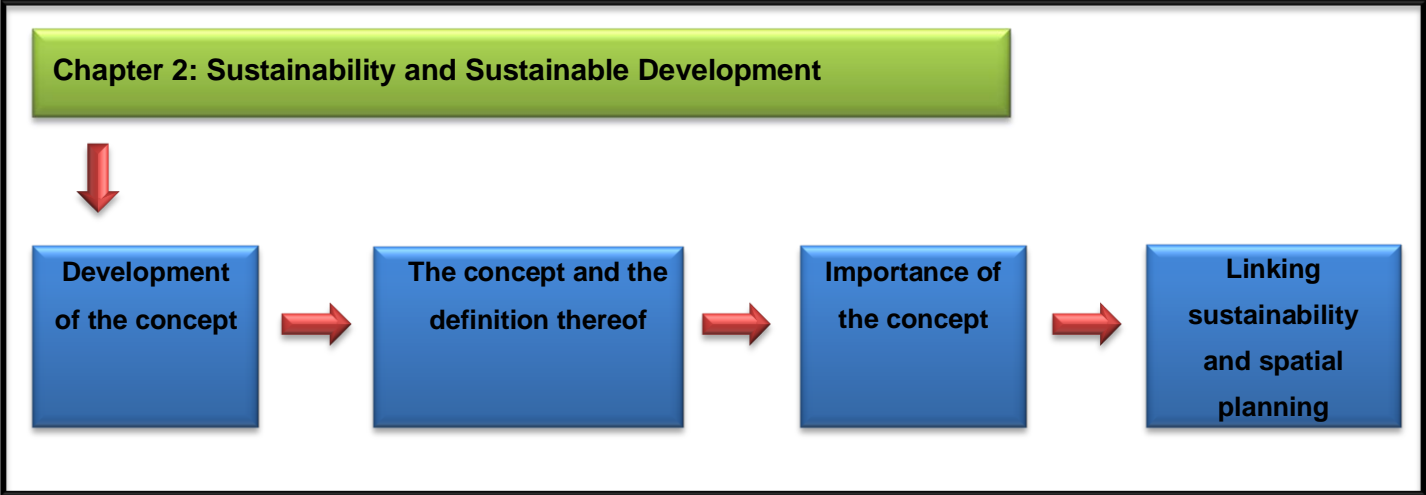 Chapter 2: Sustainability and Sustainable Development
Development
of the concept
The concept and the
definition thereof
Importance of
the concept
Linking
sustainability
and spatial
planning